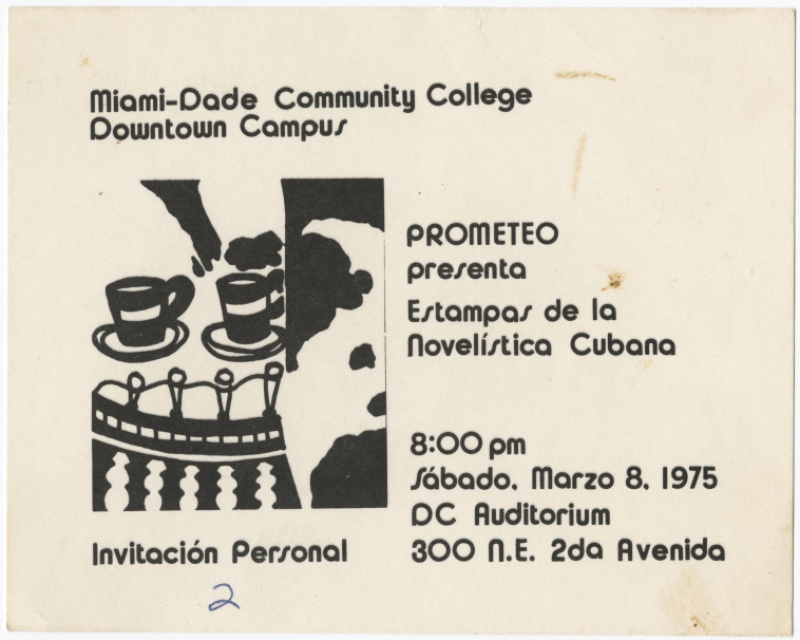 Miami-Dade Community College
Downtown Campus
PROMETEO
presenta
Estampas de la
Novelística Cubana
8:00 pm
Sábado, Marzo 8, 1975
DC Auditorium
300 N.E. 2da Avenida
Invitación Personal
2